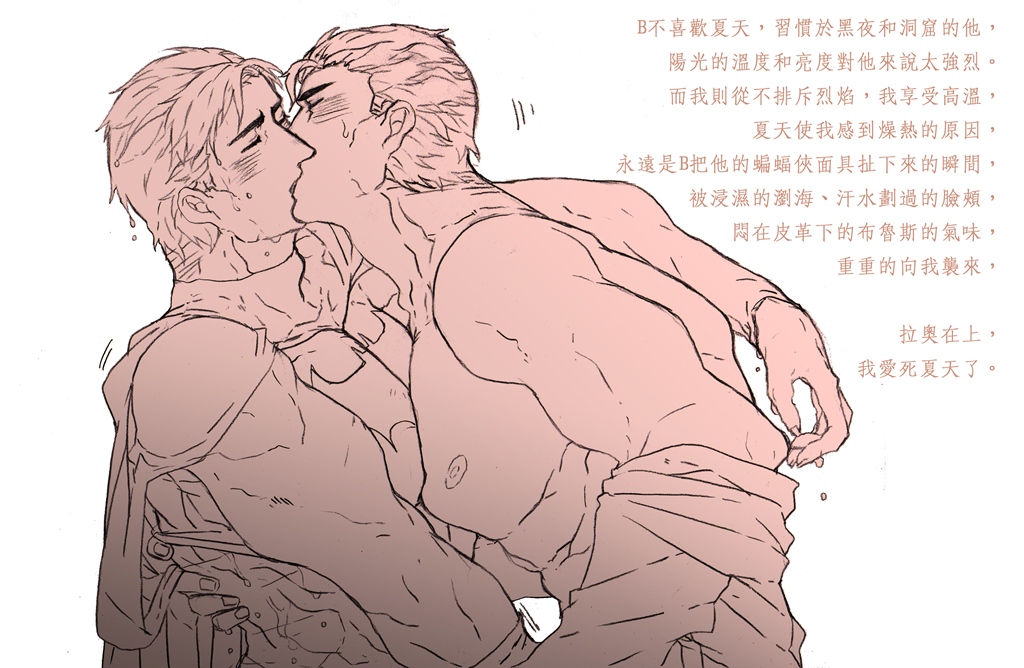 B不喜歡夏天，習慣於黑夜和洞窟的他，
陽光的溫度和亮度對他來說太強烈。
而我則從不排斥烈焰，我享受高溫，
夏天使我感到燥熱的原因，
永遠是B把他的蝙蝠俠面具扯下來的瞬間，
被浸濕的瀏海、汗水劃過的臉頰，
悶在皮革下的布魯斯的氣味，
重重的向我襲來，
拉奧在上，
我愛死夏天了。